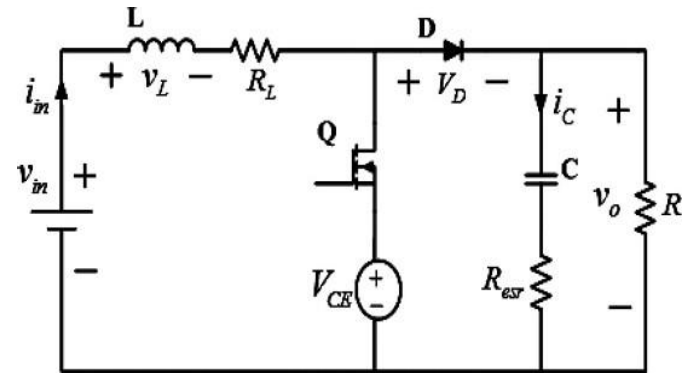 L
D
+ v_L −
R_L
+ V_D −
i_in
i_C
+
Q
v_in +
C
v_o
R
−
V_CE
+
−
R_esr
−